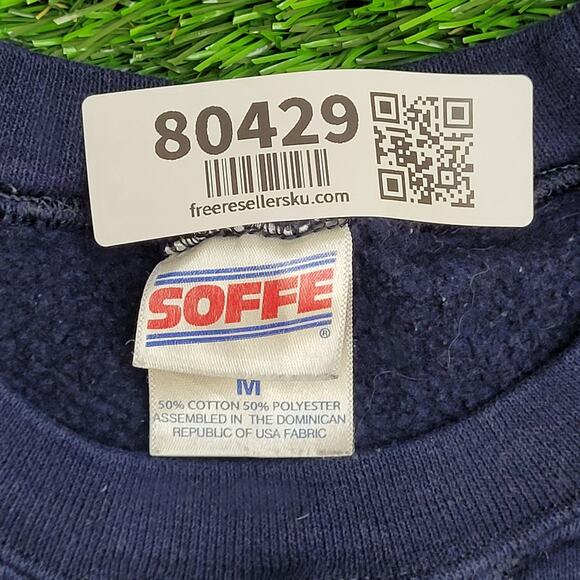 80429
freeresellersku.com
SOFFE
®
M
50% COTTON 50% POLYESTER
ASSEMBLED IN THE DOMINICAN
REPUBLIC OF USA FABRIC